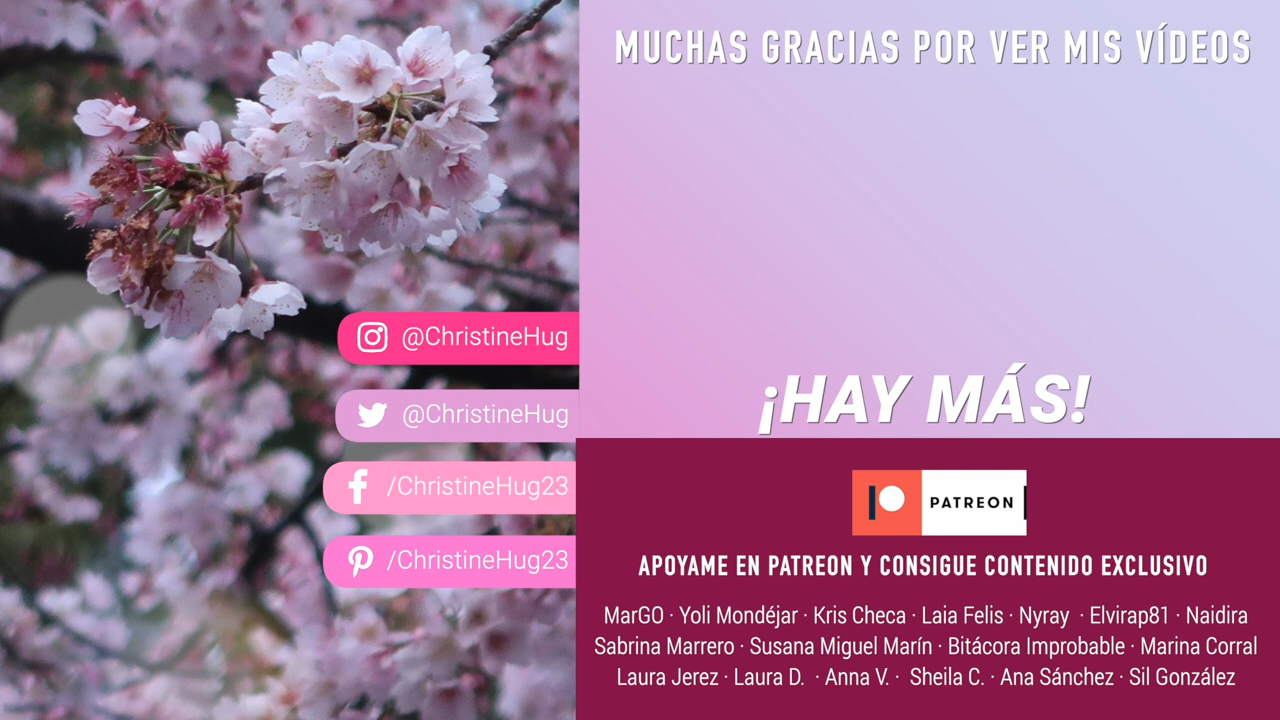 MUCHAS GRACIAS POR VER MIS VÍDEOS
@ChristineHug
@ChristineHug
/ChristineHug23
/ChristineHug23
¡HAY MÁS!
PATREON
APOYAME EN PATREON Y CONSIGUE CONTENIDO EXCLUSIVO
MarGO · Yoli Mondéjar · Kris Checa · Laia Felis · Nyray · Elvirap81 · Naidira
Sabrina Marrero · Susana Miguel Marín · Bitácora Improbable · Marina Corral
Laura Jerez · Laura D. · Anna V. · Sheila C. · Ana Sánchez · Sil González